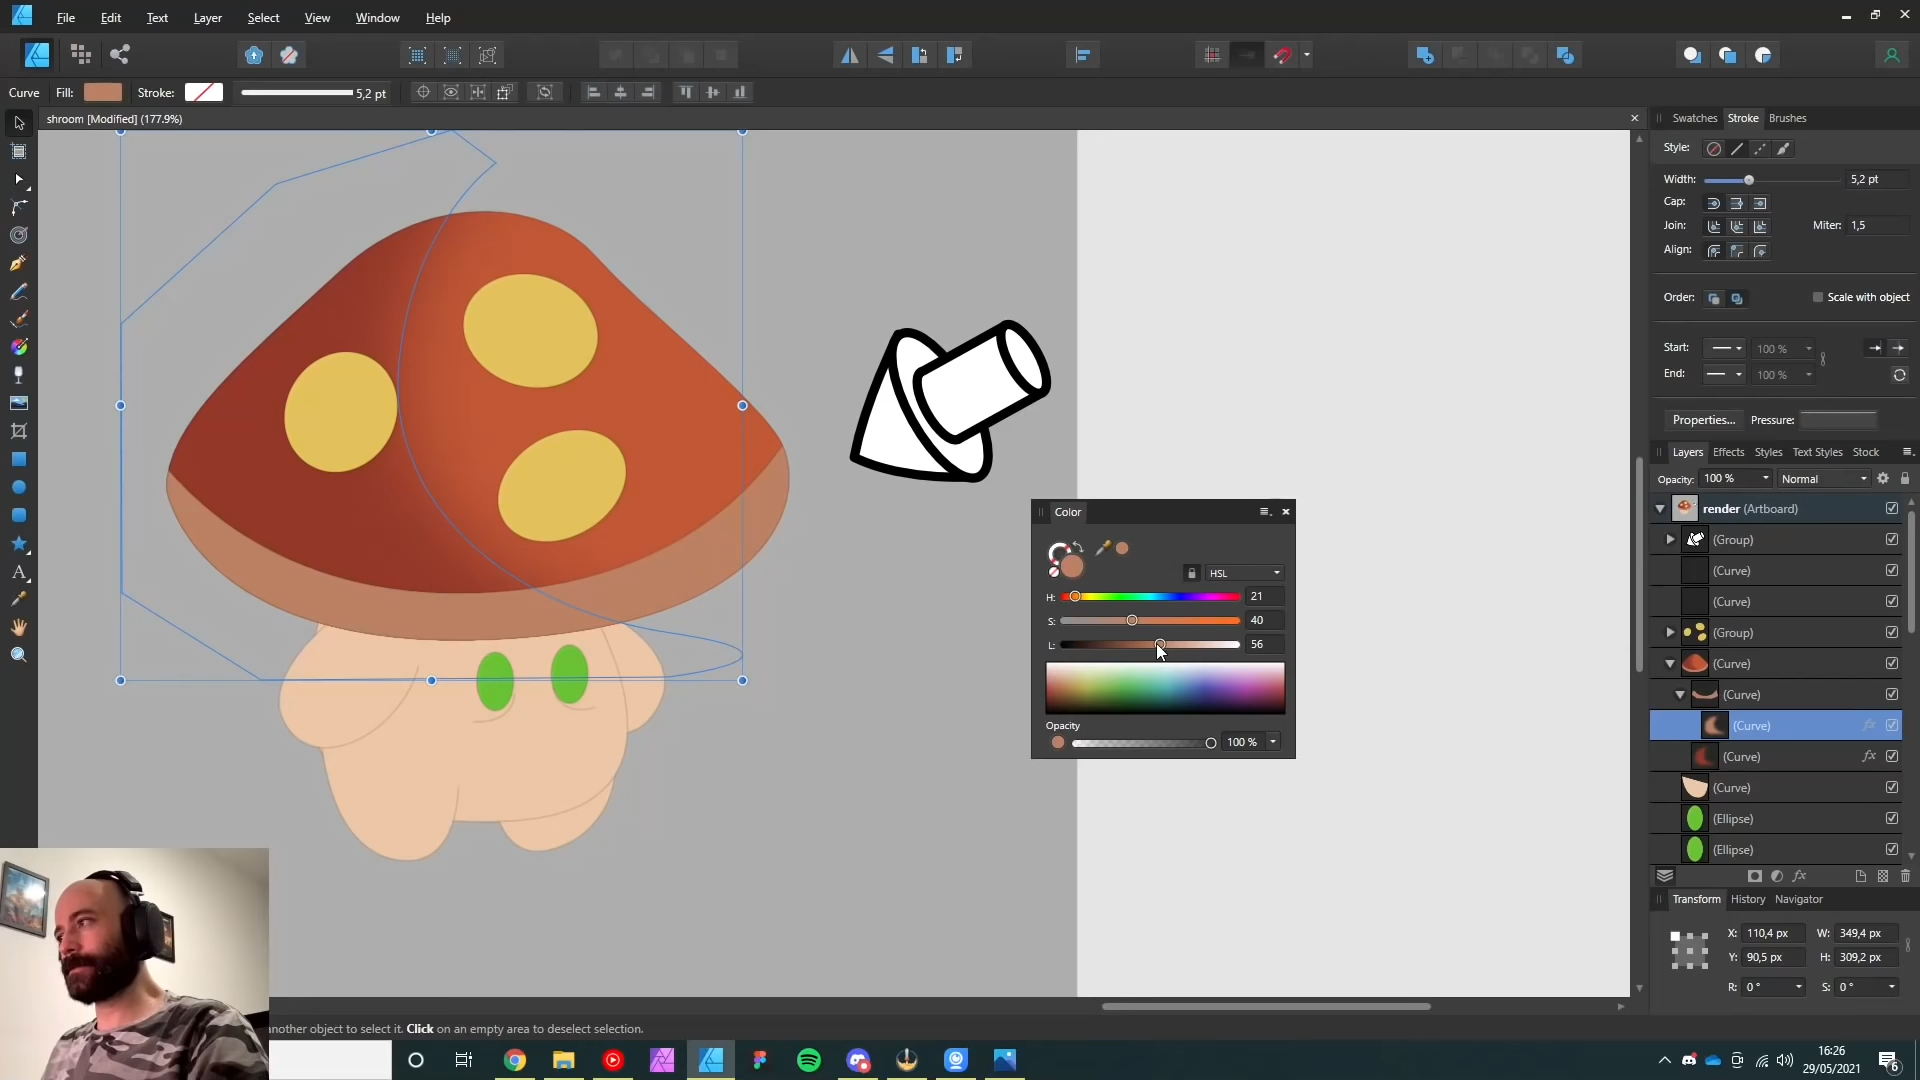 File Edit Text Layer Select View Window Help
Curve Fill: Stroke: 5,2 pt
shroom [Modified] (177.9%)
Swatches Stroke Brushes
Style:
Width: 5,2 pt
Cap:
Join: Miter: 1,5
Align:
Order: Scale with object
Start: 100 %
End: 100 %
Properties... Pressure:
Layers Effects Styles Text Styles Stock
Opacity: 100 % Normal
render (Artboard)
(Group)
(Curve)
(Curve)
(Group)
(Curve)
(Curve)
(Curve) fx
(Curve) fx
(Curve)
(Ellipse)
(Ellipse)
fx
Transform History Navigator
X: 110,4 px W: 349,4 px
Y: 90,5 px H: 309,2 px
R: 0 ° S: 0 °
Color
HSL
H: 21
S: 40
L: 56
Opacity
100 %
another object to select it. Click on an empty area to deselect selection.
16:26
29/05/2021
6